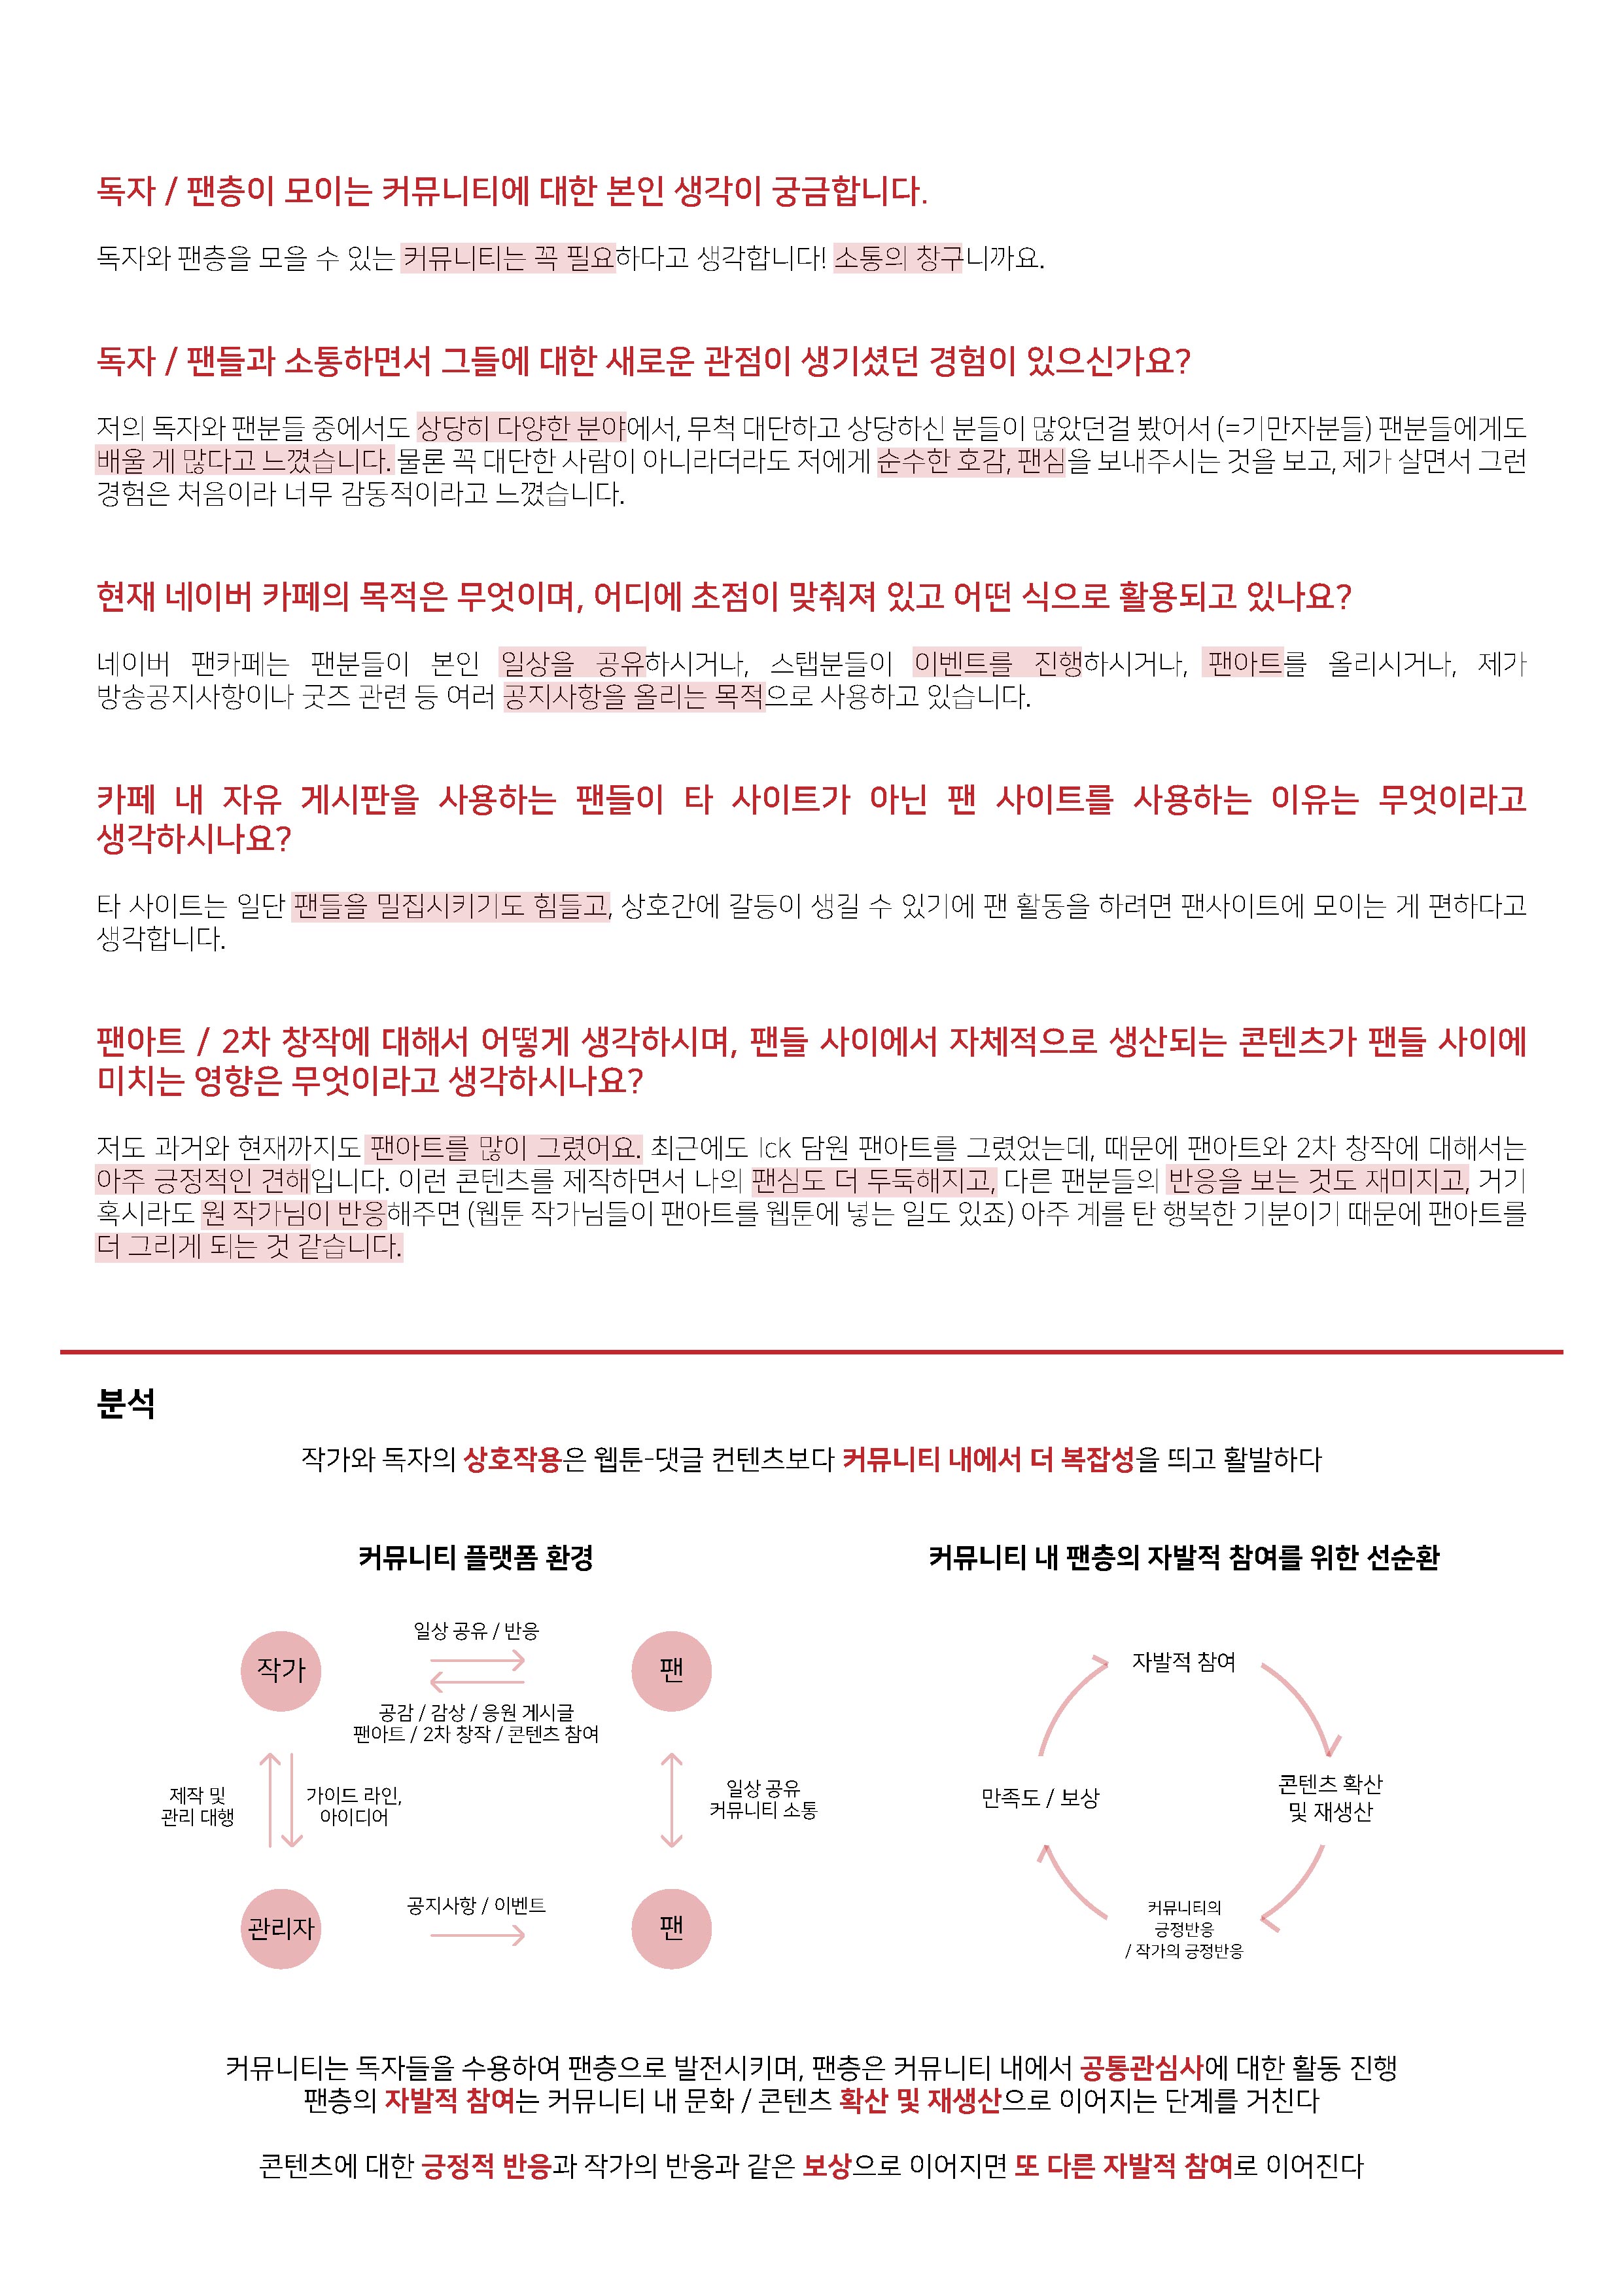 독자 / 팬층이 모이는 커뮤니티에 대한 본인 생각이 궁금합니다.
독자와 팬층을 모을 수 있는 커뮤니티는 꼭 필요하다고 생각합니다! 소통의 창구니까요.
독자 / 팬들과 소통하면서 그들에 대한 새로운 관점이 생기셨던 경험이 있으신가요?
저의 독자와 팬분들 중에서도 상당히 다양한 분야에서, 무척 대단하고 상당하신 분들이 많았던걸 봤어서 (=기만자분들) 팬분들에게도
배울 게 많다고 느꼈습니다. 물론 꼭 대단한 사람이 아니라더라도 저에게 순수한 호감, 팬심을 보내주시는 것을 보고, 제가 살면서 그런
경험은 처음이라 너무 감동적이라고 느꼈습니다.
현재 네이버 카페의 목적은 무엇이며, 어디에 초점이 맞춰져 있고 어떤 식으로 활용되고 있나요?
네이버 팬카페는 팬분들이 본인 일상을 공유하시거나, 스탭분들이 이벤트를 진행하시거나, 팬아트를 올리시거나, 제가
방송공지사항이나 굿즈 관련 등 여러 공지사항을 올리는 목적으로 사용하고 있습니다.
카페 내 자유 게시판을 사용하는 팬들이 타 사이트가 아닌 팬 사이트를 사용하는 이유는 무엇이라고
생각하시나요?
타 사이트는 일단 팬들을 밀집시키기도 힘들고, 상호간에 갈등이 생길 수 있기에 팬 활동을 하려면 팬사이트에 모이는 게 편하다고
생각합니다.
팬아트 / 2차 창작에 대해서 어떻게 생각하시며, 팬들 사이에서 자체적으로 생산되는 콘텐츠가 팬들 사이에
미치는 영향은 무엇이라고 생각하시나요?
저도 과거와 현재까지도 팬아트를 많이 그렸어요. 최근에도 lck 담원 팬아트를 그렸었는데, 때문에 팬아트와 2차 창작에 대해서는
아주 긍정적인 견해입니다. 이런 콘텐츠를 제작하면서 나의 팬심도 더 두둑해지고, 다른 팬분들의 반응을 보는 것도 재미지고, 거기
혹시라도 원 작가님이 반응해주면 (웹툰 작가님들이 팬아트를 웹툰에 넣는 일도 있죠) 아주 계를 탄 행복한 기분이기 때문에 팬아트를
더 그리게 되는 것 같습니다.
분석
작가와 독자의 상호작용은 웹툰-댓글 컨텐츠보다 커뮤니티 내에서 더 복잡성을 띄고 활발하다
커뮤니티 플랫폼 환경
작가
일상 공유 / 반응
공감 / 감상 / 응원 게시글
팬아트 / 2차 창작 / 콘텐츠 참여
팬
제작 및
관리 대행
가이드 라인,
아이디어
일상 공유
커뮤니티 소통
관리자
공지사항 / 이벤트
팬
커뮤니티 내 팬층의 자발적 참여를 위한 선순환
자발적 참여
콘텐츠 확산
및 재생산
커뮤니티의
긍정반응
/ 작가의 긍정반응
만족도 / 보상
커뮤니티는 독자들을 수용하여 팬층으로 발전시키며, 팬층은 커뮤니티 내에서 공통관심사에 대한 활동 진행
팬층의 자발적 참여는 커뮤니티 내 문화 / 콘텐츠 확산 및 재생산으로 이어지는 단계를 거친다
콘텐츠에 대한 긍정적 반응과 작가의 반응과 같은 보상으로 이어지면 또 다른 자발적 참여로 이어진다